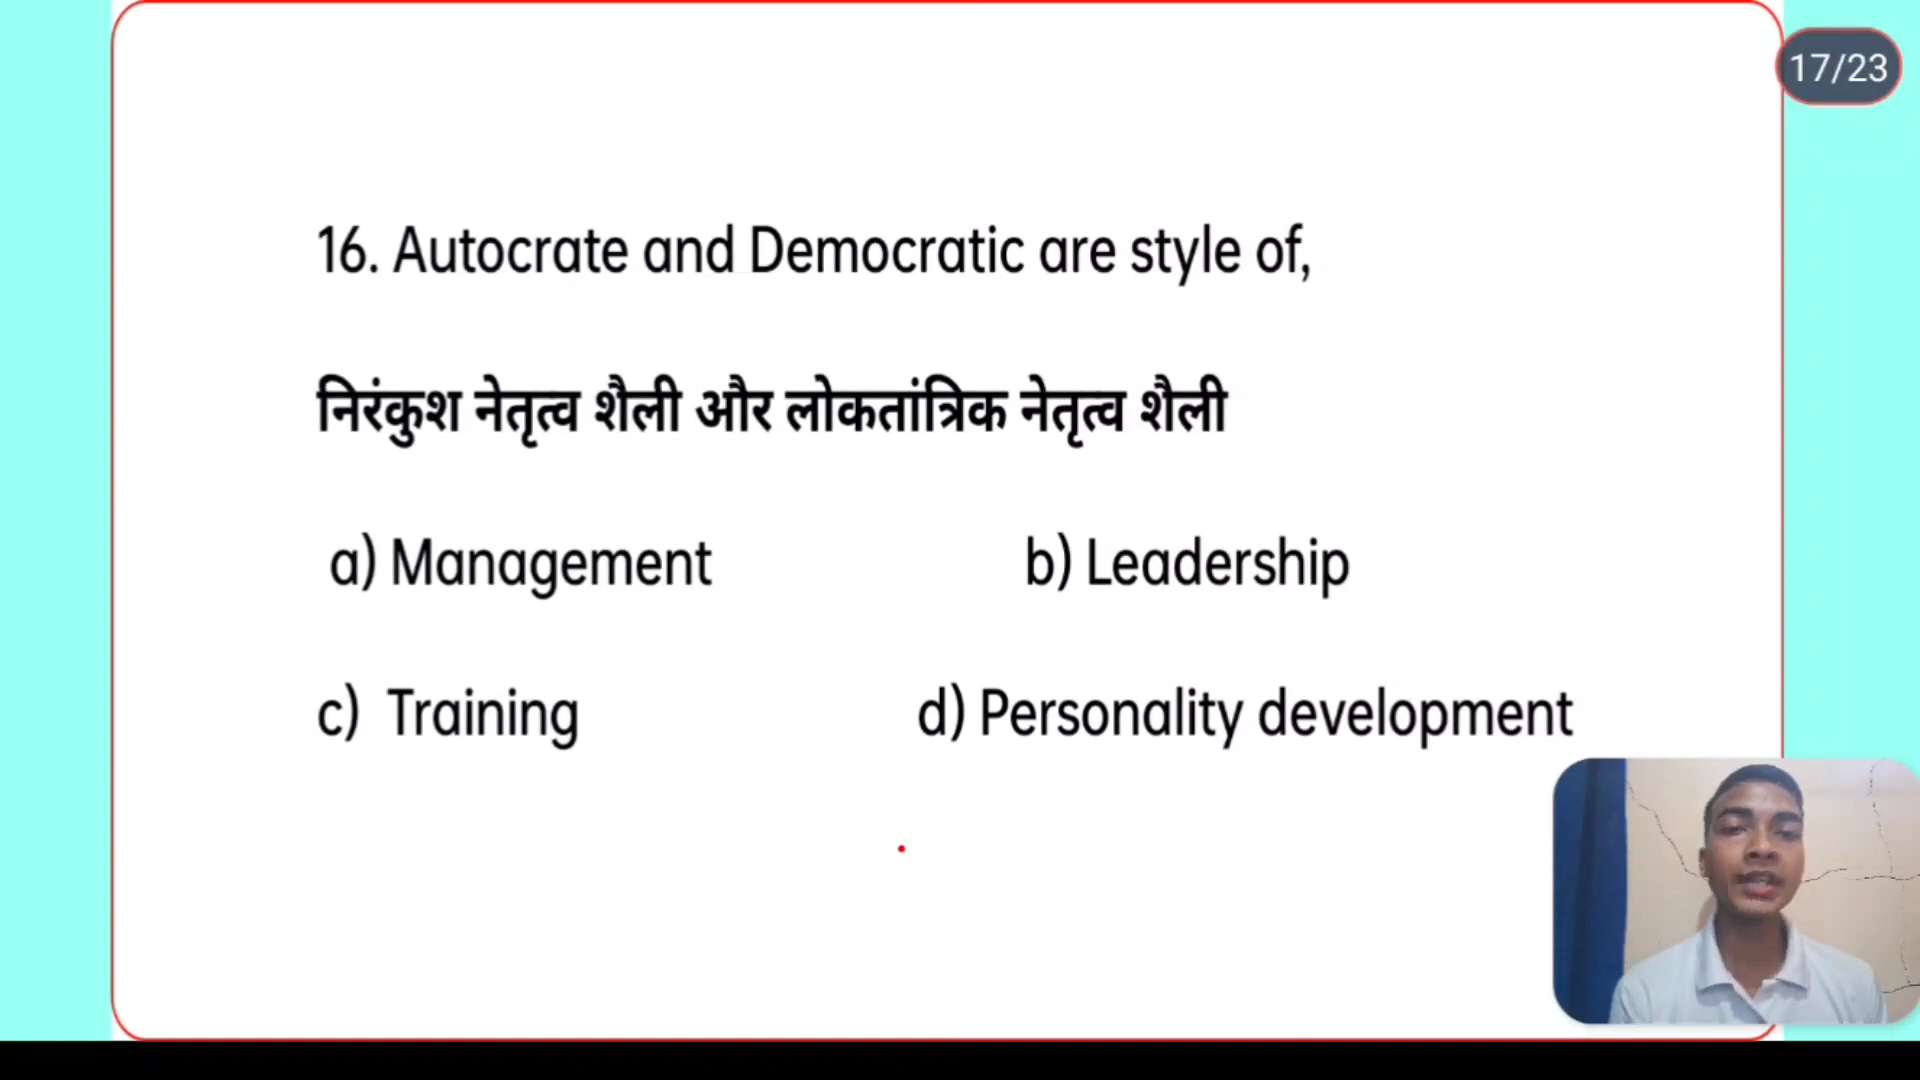 17/23
16. Autocrate and Democratic are style of,
निरंकुश नेतृत्व शैली और लोकतांत्रिक नेतृत्व शैली
a) Management b) Leadership
c) Training d) Personality development